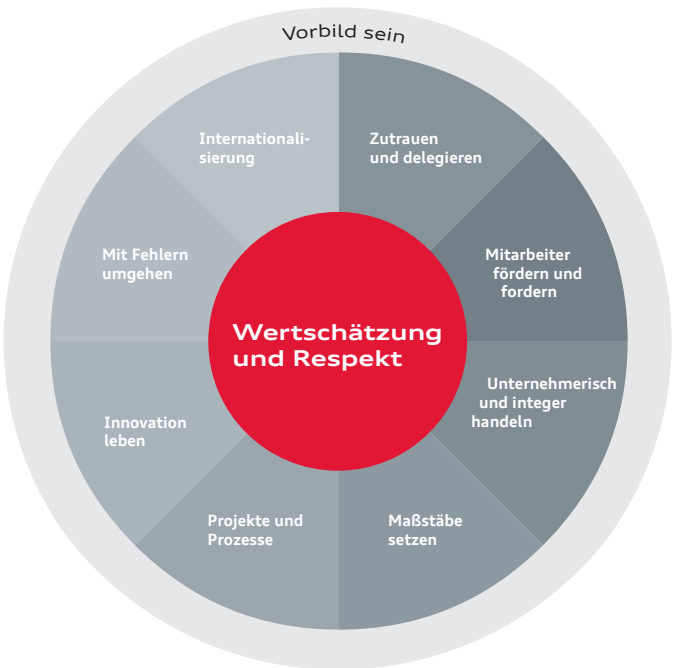 Vorbild sein
Internationali-
sierung
Zutrauen
und delegieren
Mit Fehlern
umgehen
Mitarbeiter
fördern und
fordern
Wertschätzung
und Respekt
Innovation
leben
Unternehmerisch
und integer
handeln
Projekte und
Prozesse
Maßstäbe
setzen